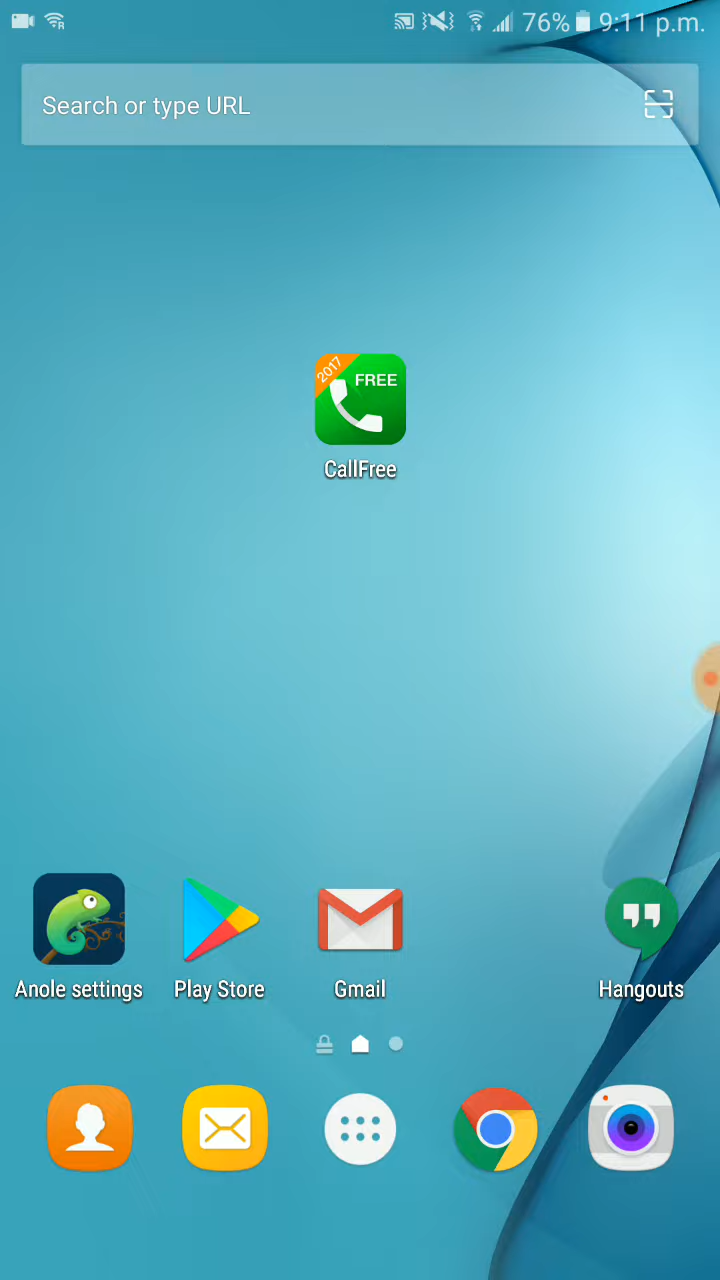 76% 9:11 p.m.
Search or type URL
2017
FREE
CallFree
Anole settings Play Store Gmail Hangouts